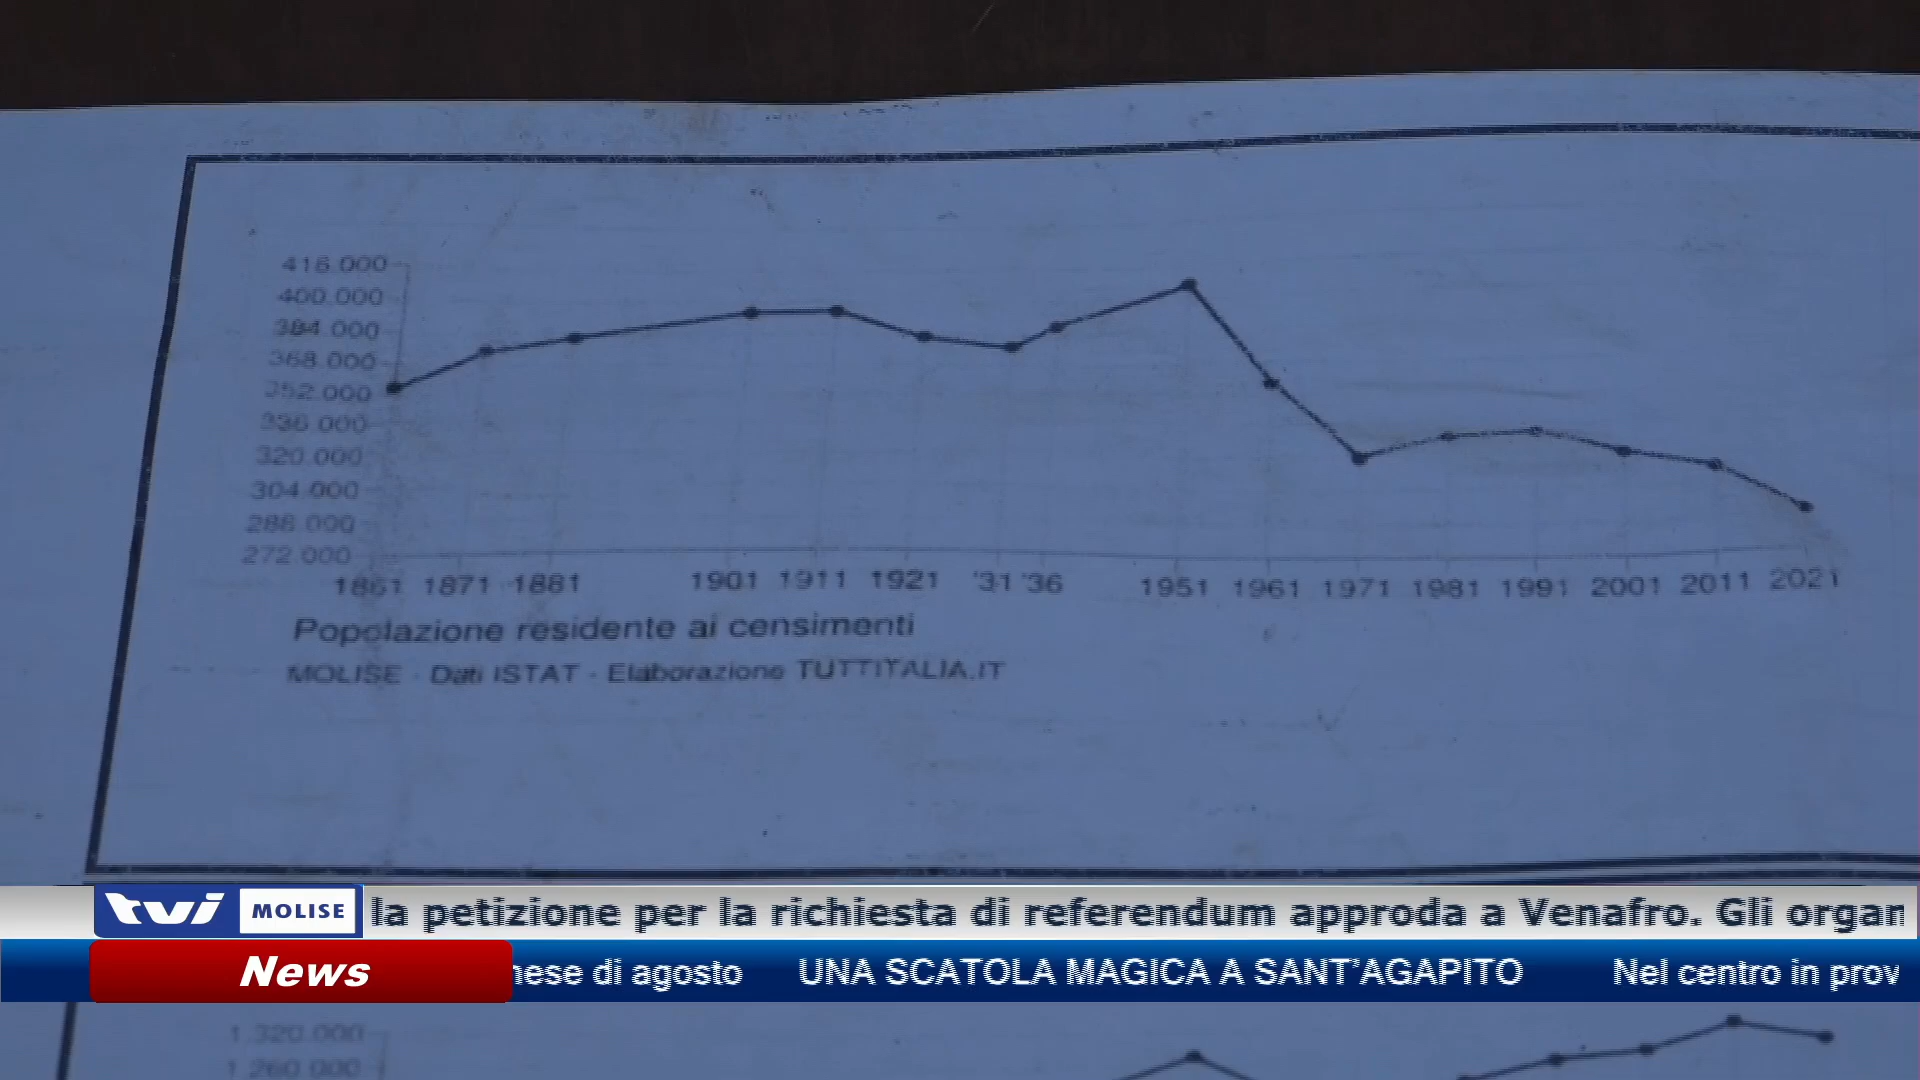 416.000
400.000
384.000
368.000
352.000
336.000
320.000
304.000
288.000
272.000
1861 1871 1881 1901 1911 1921 '31 '36 1951 1961 1971 1981 1991 2001 2011 2021
Popolazione residente ai censimenti
MOLISE - Dati ISTAT - Elaborazione TUTTITALIA.IT
tvi MOLISE la petizione per la richiesta di referendum approda a Venafro. Gli organ
News nese di agosto UNA SCATOLA MAGICA A SANT'AGAPITO Nel centro in prov
1.320.000
1.260.000